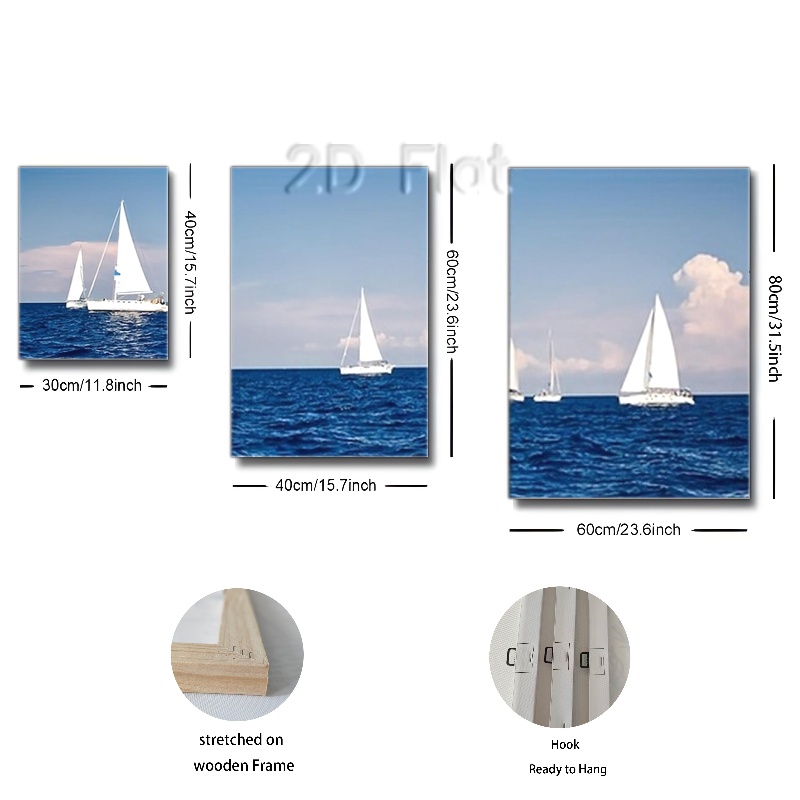 2D Flat
40cm/15.7inch
30cm/11.8inch
60cm/23.6inch
40cm/15.7inch
80cm/31.5inch
60cm/23.6inch
stretched on
wooden Frame
Hook
Ready to Hang